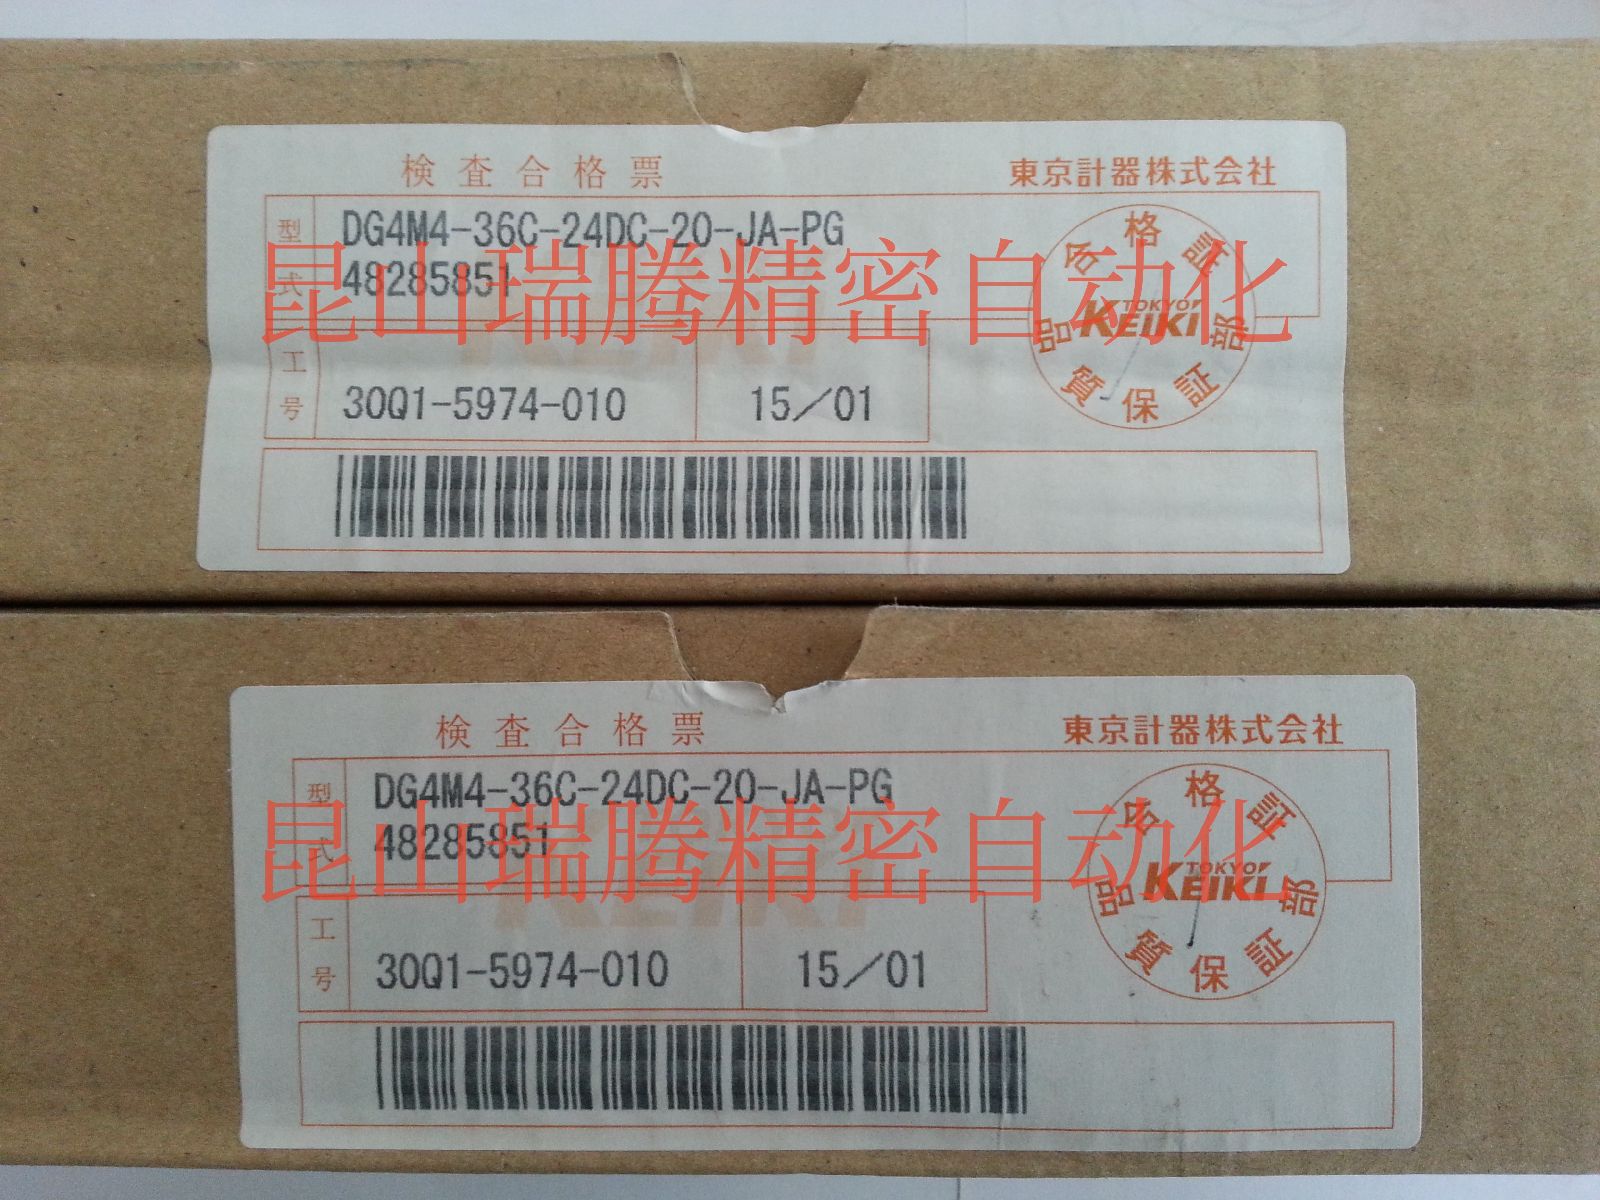 検査合格票
東京計器株式会社
型式
DG4M4-36C-24DC-20-JA-PG
48285851
昆山瑞腾精密自动化
合格証
TOKYO
KEIKI
品質保証部
工号
30Q1-5974-010
15/01
検査合格票
東京計器株式会社
型式
DG4M4-36C-24DC-20-JA-PG
48285851
昆山瑞腾精密自动化
合格証
TOKYO
KEIKI
品質保証部
KEIKI
工号
30Q1-5974-010
15/01